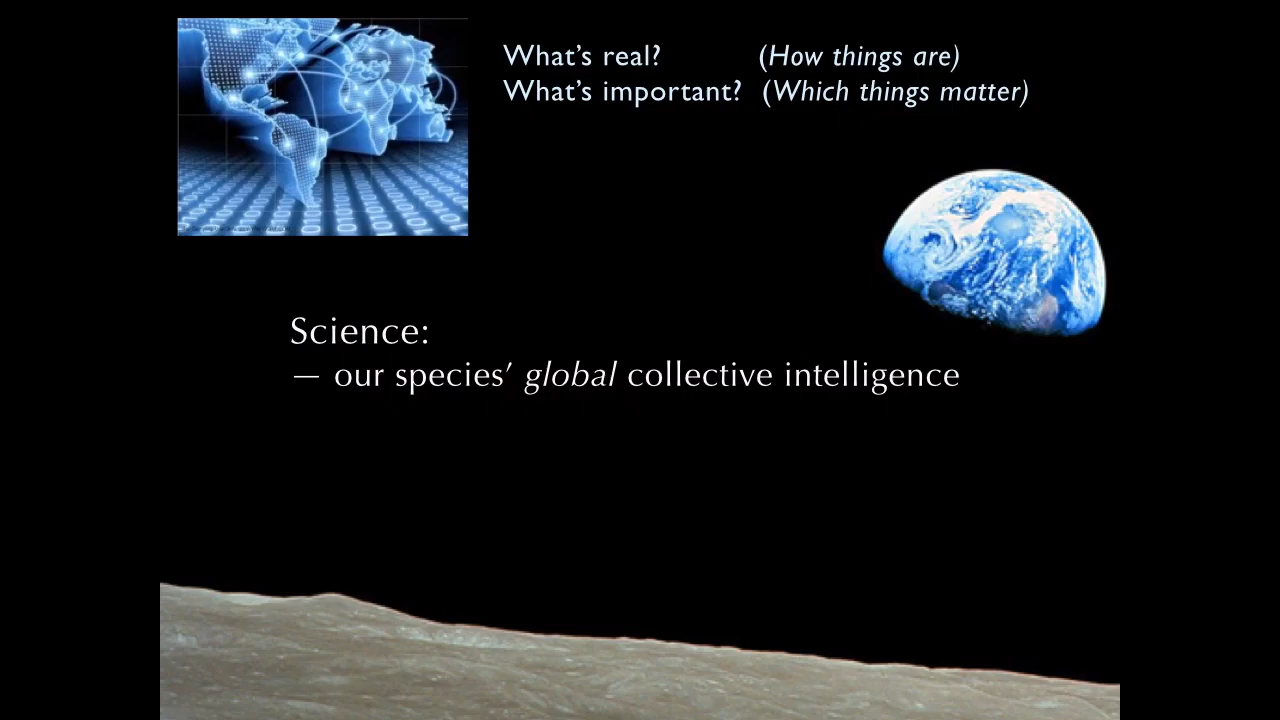 What’s real? (How things are)
What’s important? (Which things matter)
Science:
— our species’ global collective intelligence